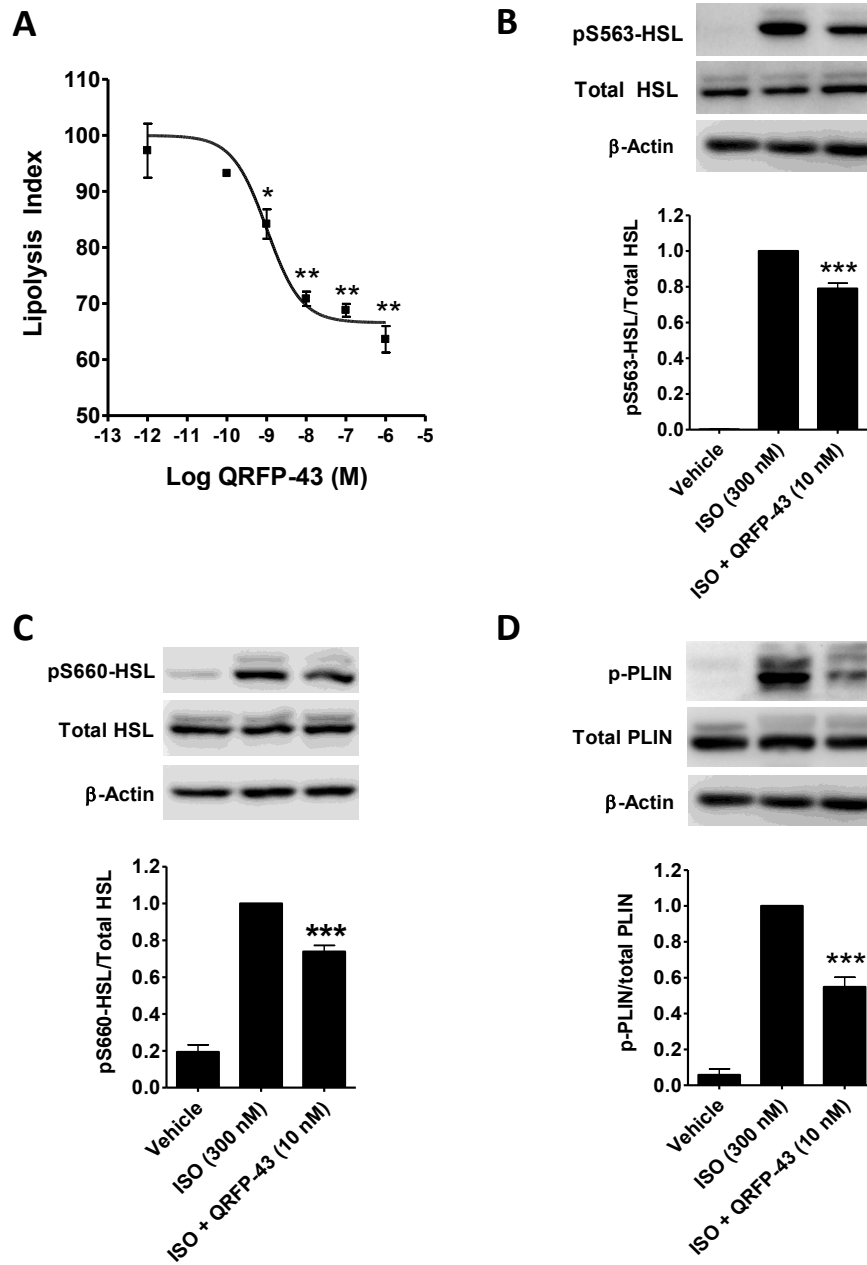 A
110
100
90
80
70
60
50
Lipolysis Index
*
**
**
**
-13 -12 -11 -10 -9 -8 -7 -6 -5
Log QRFP-43 (M)
B
pS563-HSL
Total HSL
β-Actin
1.2
1.0
0.8
0.6
0.4
0.2
0.0
pS563-HSL/Total HSL
***
Vehicle
ISO (300 nM)
ISO + QRFP-43 (10 nM)
C
pS660-HSL
Total HSL
β-Actin
1.0
0.8
0.6
0.4
0.2
0.0
pS660-HSL/Total HSL
***
Vehicle
ISO (300 nM)
ISO + QRFP-43 (10 nM)
D
p-PLIN
Total PLIN
β-Actin
1.0
0.8
0.6
0.4
0.2
0.0
p-PLIN/total PLIN
***
Vehicle
ISO (300 nM)
ISO + QRFP-43 (10 nM)